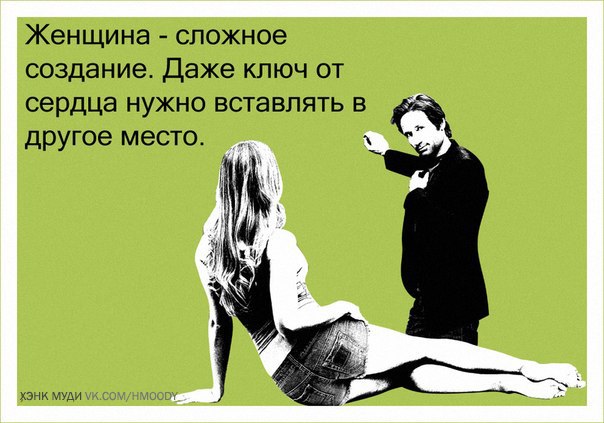 Женщина - сложное
создание. Даже ключ от
сердца нужно вставлять в
другое место.
ХЭНК МУДИ VK.COM/HMOODY